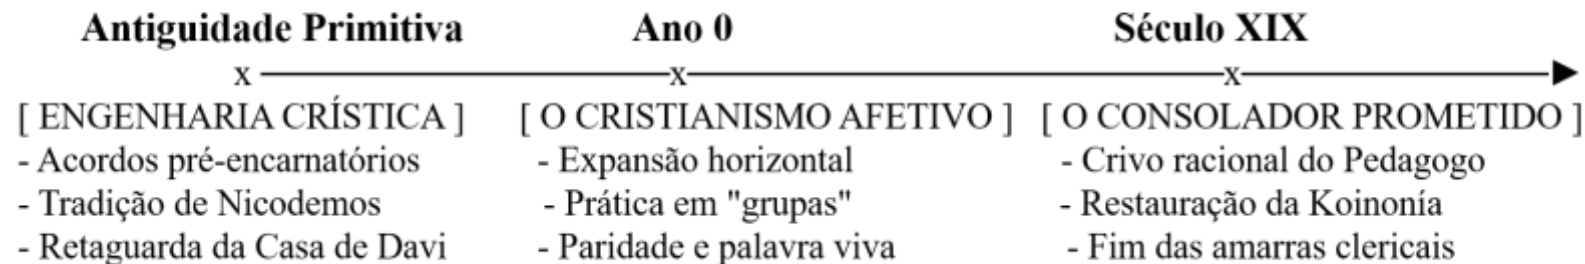 Antiguidade Primitiva Ano 0 Século XIX
x x x
[ ENGENHARIA CRÍSTICA ] [ O CRISTIANISMO AFETIVO ] [ O CONSOLADOR PROMETIDO ]
- Acordos pré-encarnatórios - Expansão horizontal - Crivo racional do Pedagogo
- Tradição de Nicodemos - Prática em "grupas" - Restauração da Koinonía
- Retaguarda da Casa de Davi - Paridade e palavra viva - Fim das amarras clericais